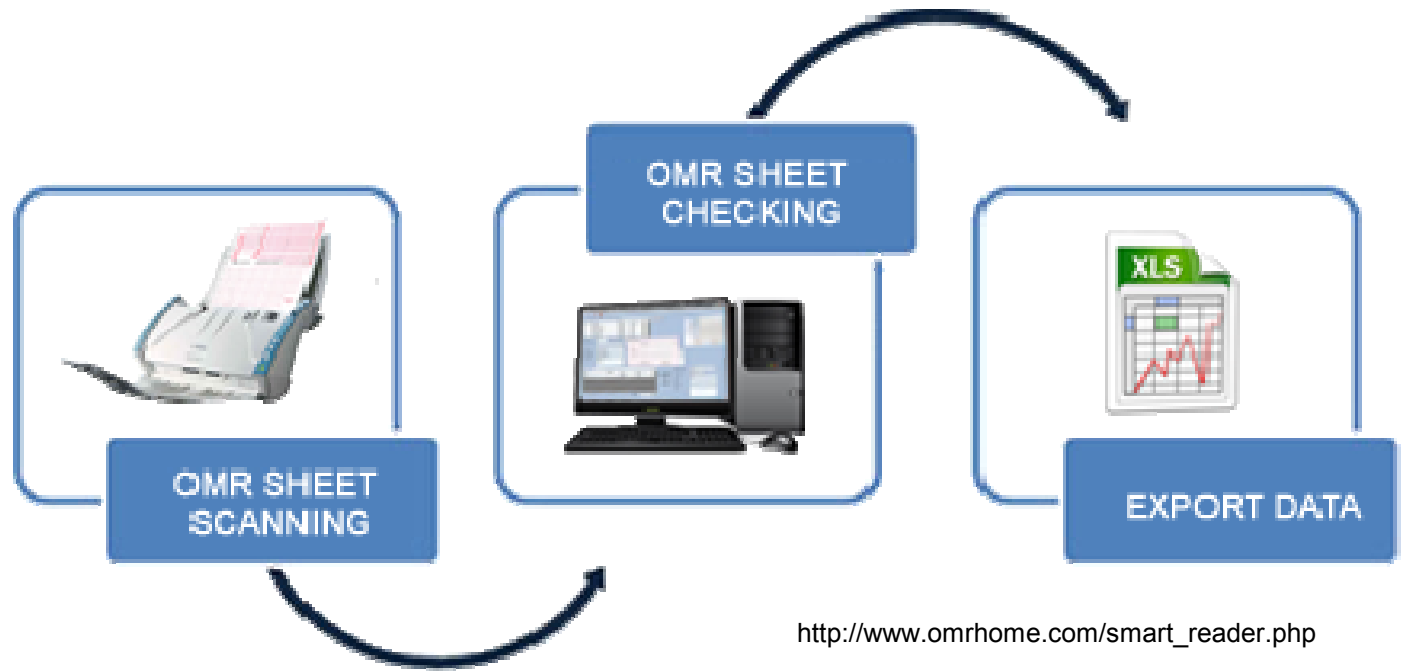 OMR SHEET
CHECKING
XLS
OMR SHEET
SCANNING
EXPORT DATA
http://www.omrhome.com/smart_reader.php